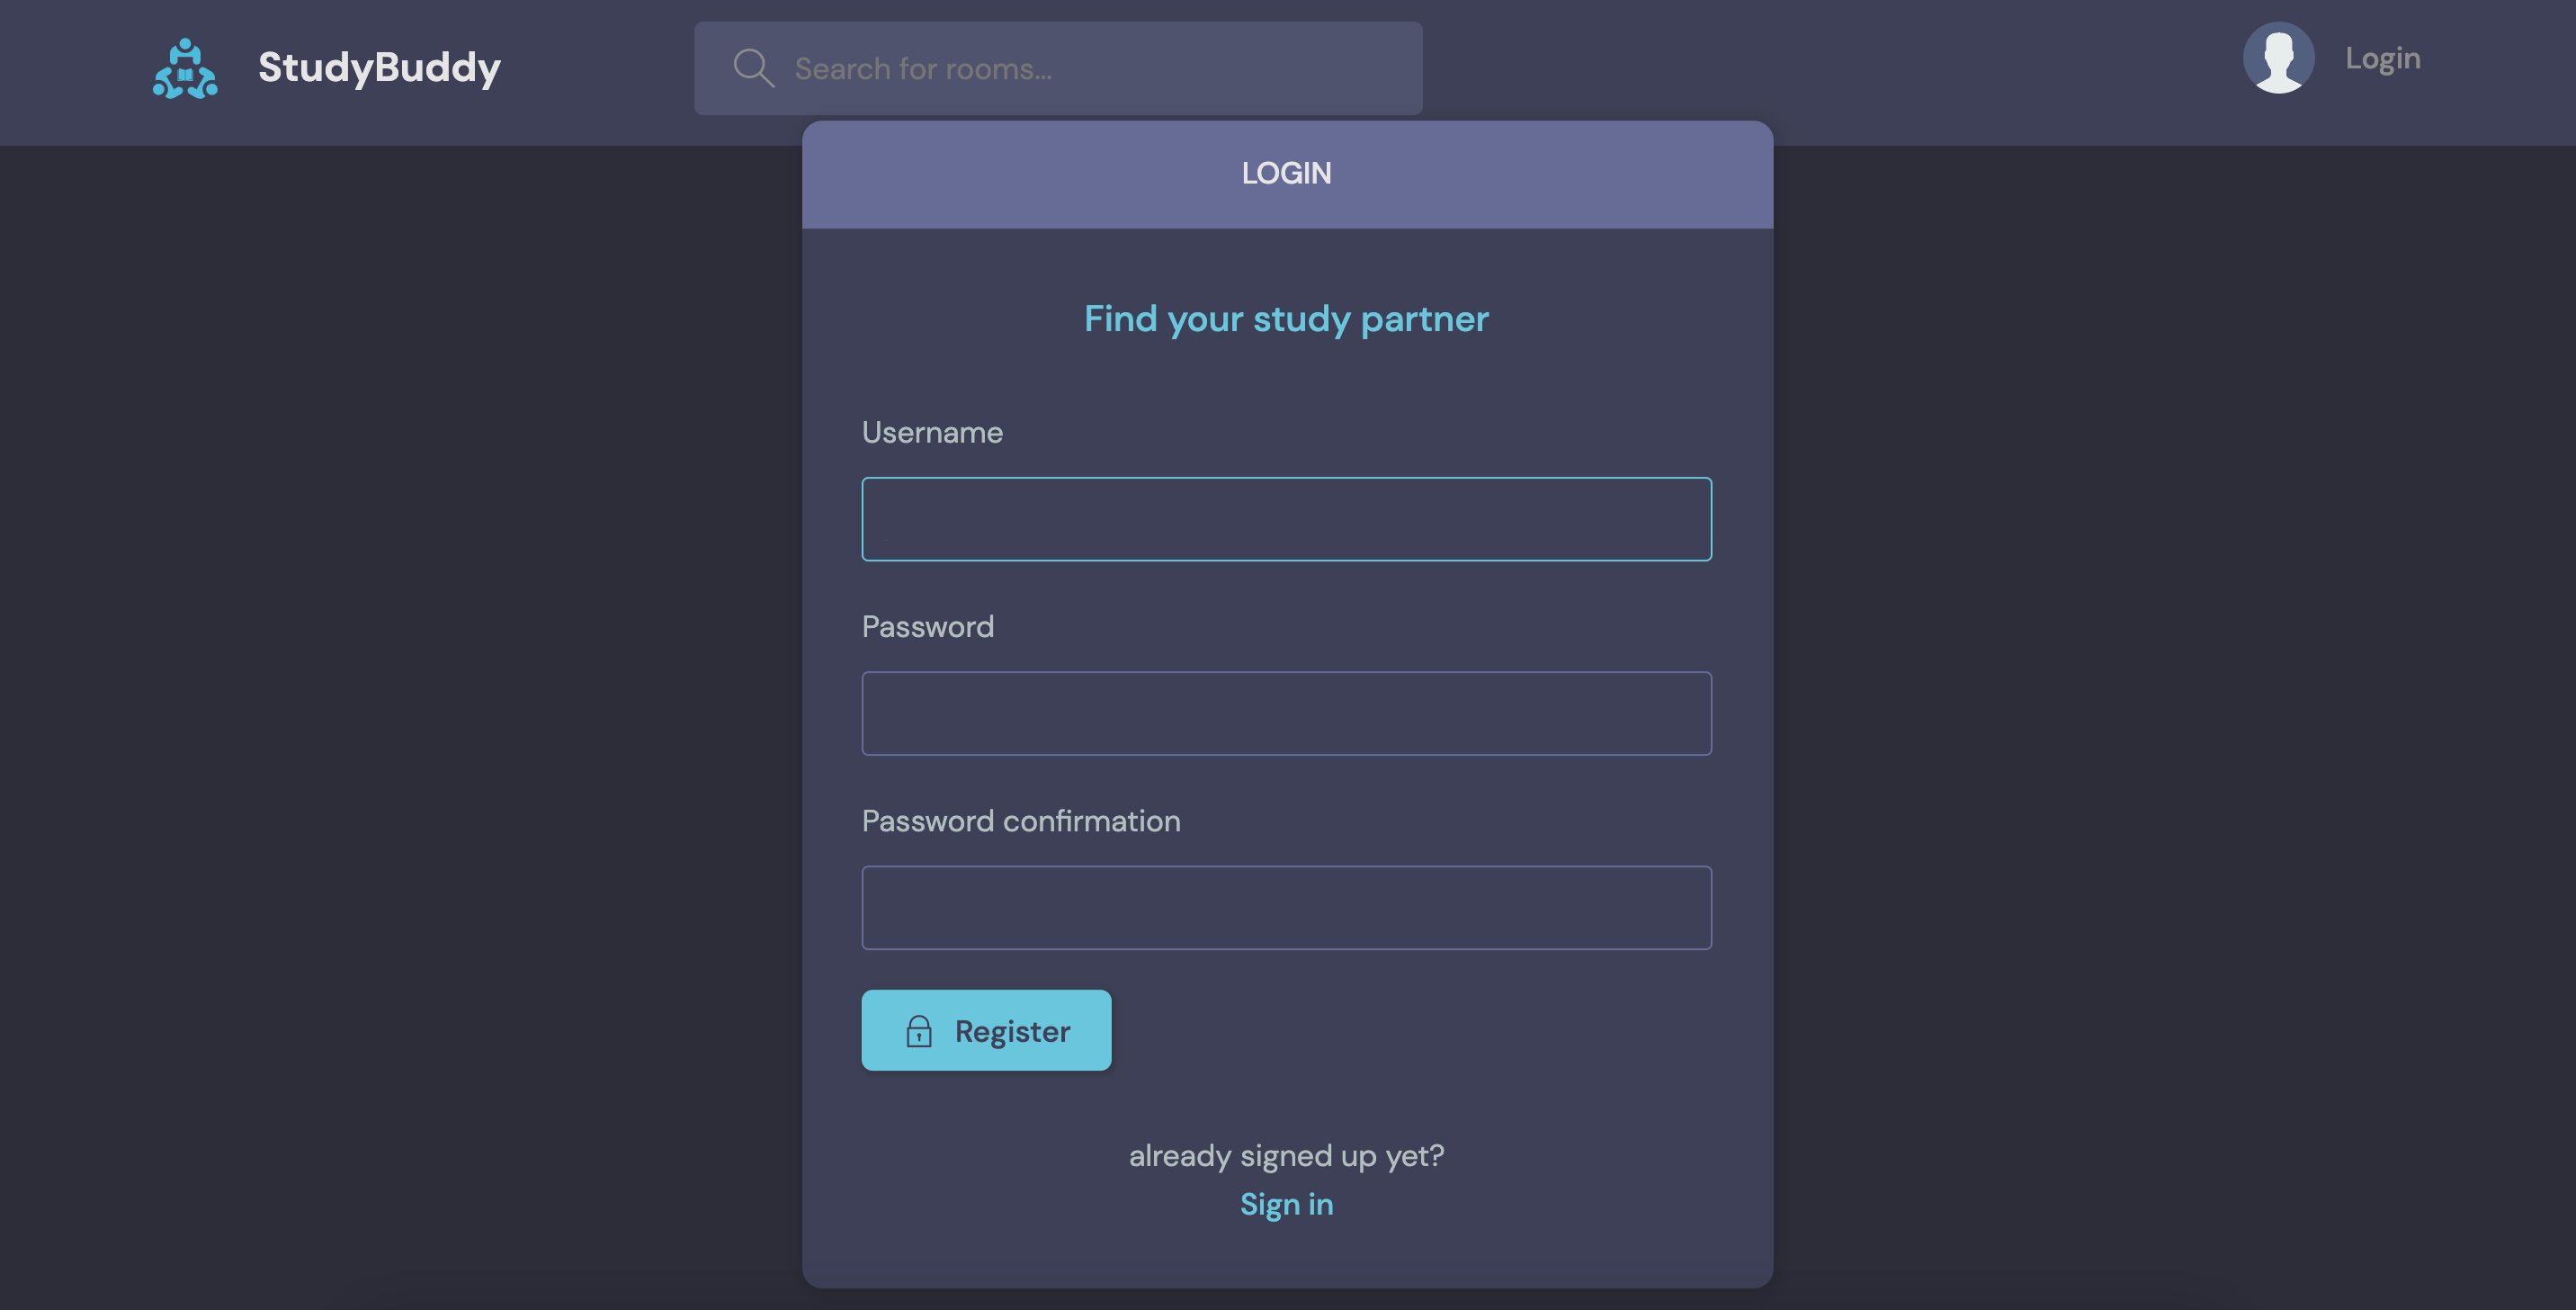 StudyBuddy
Search for rooms...
Login
LOGIN
Find your study partner
Username
Password
Password confirmation
Register
already signed up yet?
Sign in